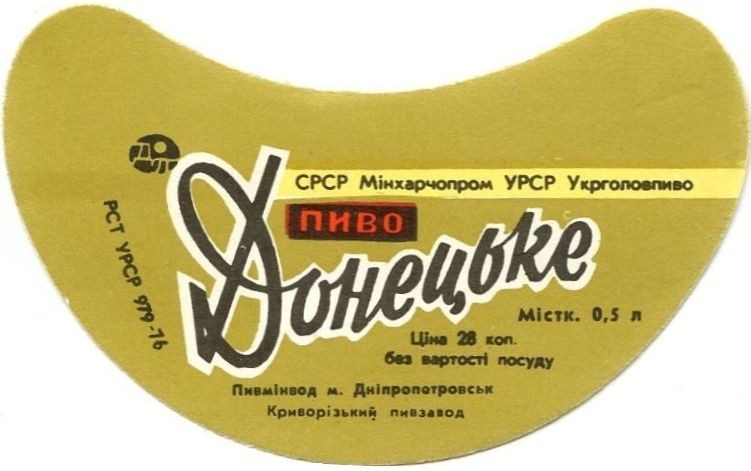 СРСР Мінхарчопром УРСР Укрголовпиво
ПИВО
Донецьке
РСТ УРСР 979-76
Містк. 0,5 л
Ціна 28 коп.
без вартості посуду
Пивмінвод м. Дніпропетровськ
Криворізький пивзавод